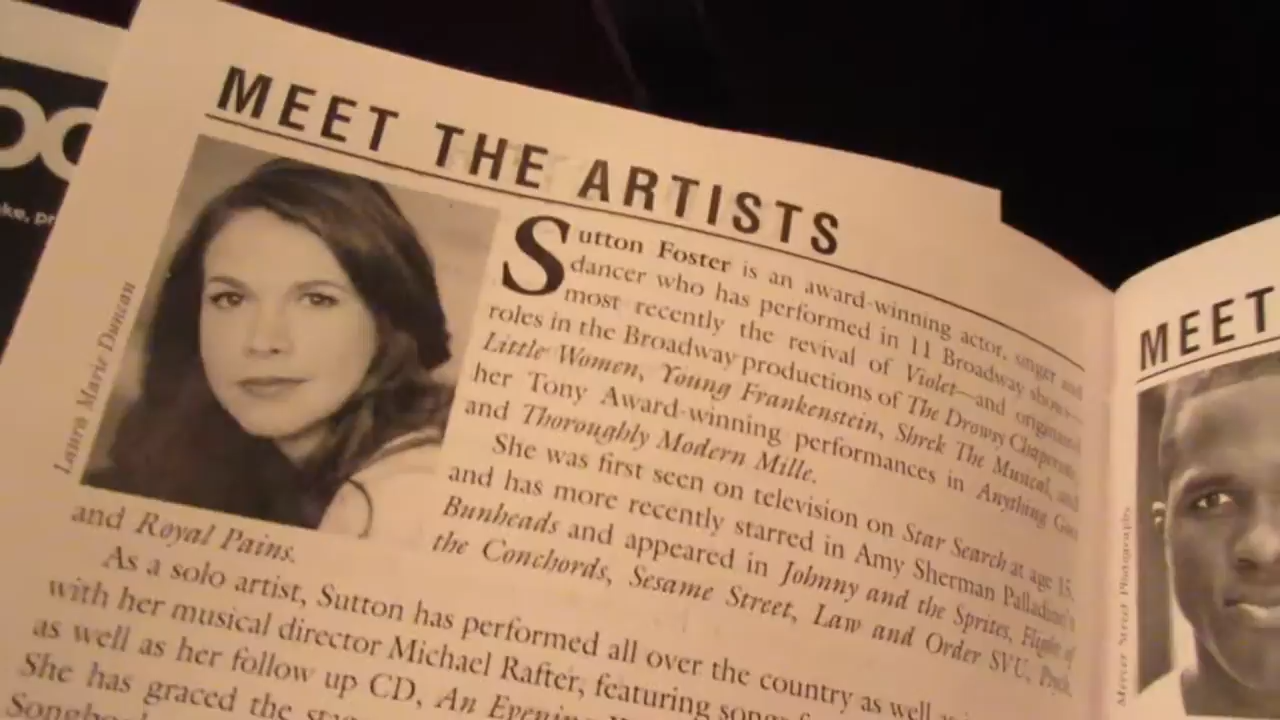 MEET THE ARTISTS
Sutton Foster is an award-winning actor, singer and
dancer who has performed in 11 Broadway shows—
most recently the revival of Violet—and originated
roles in the Broadway productions of The Drowsy Chaperone,
Little Women, Young Frankenstein, Shrek The Musical, and
her Tony Award-winning performances in Anything Goes
and Thoroughly Modern Mille.
She was first seen on television on Star Search at age 15,
and has more recently starred in Amy Sherman Palladino's
Bunheads and appeared in Johnny and the Sprites, Flight of
the Conchords, Sesame Street, Law and Order SVU, Psych,
and Royal Pains.
As a solo artist, Sutton has performed all over the country as well
with her musical director Michael Rafter, featuring songs
as well as her follow up CD, An Evening
She has graced the
Laura Marie Duncan
MEET
Photography
ke, pr